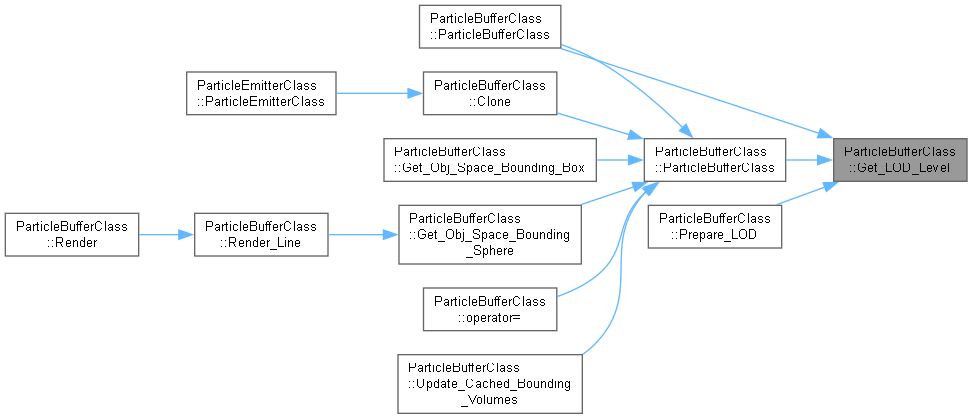 ParticleBufferClass
::ParticleBufferClass
ParticleEmitterClass
::ParticleEmitterClass
ParticleBufferClass
::Clone
ParticleBufferClass
::Get_Obj_Space_Bounding_Box
ParticleBufferClass
::ParticleBufferClass
ParticleBufferClass
::Get_LOD_Level
ParticleBufferClass
::Render
ParticleBufferClass
::Render_Line
ParticleBufferClass
::Get_Obj_Space_Bounding
_Sphere
ParticleBufferClass
::Prepare_LOD
ParticleBufferClass
::operator=
ParticleBufferClass
::Update_Cached_Bounding
_Volumes